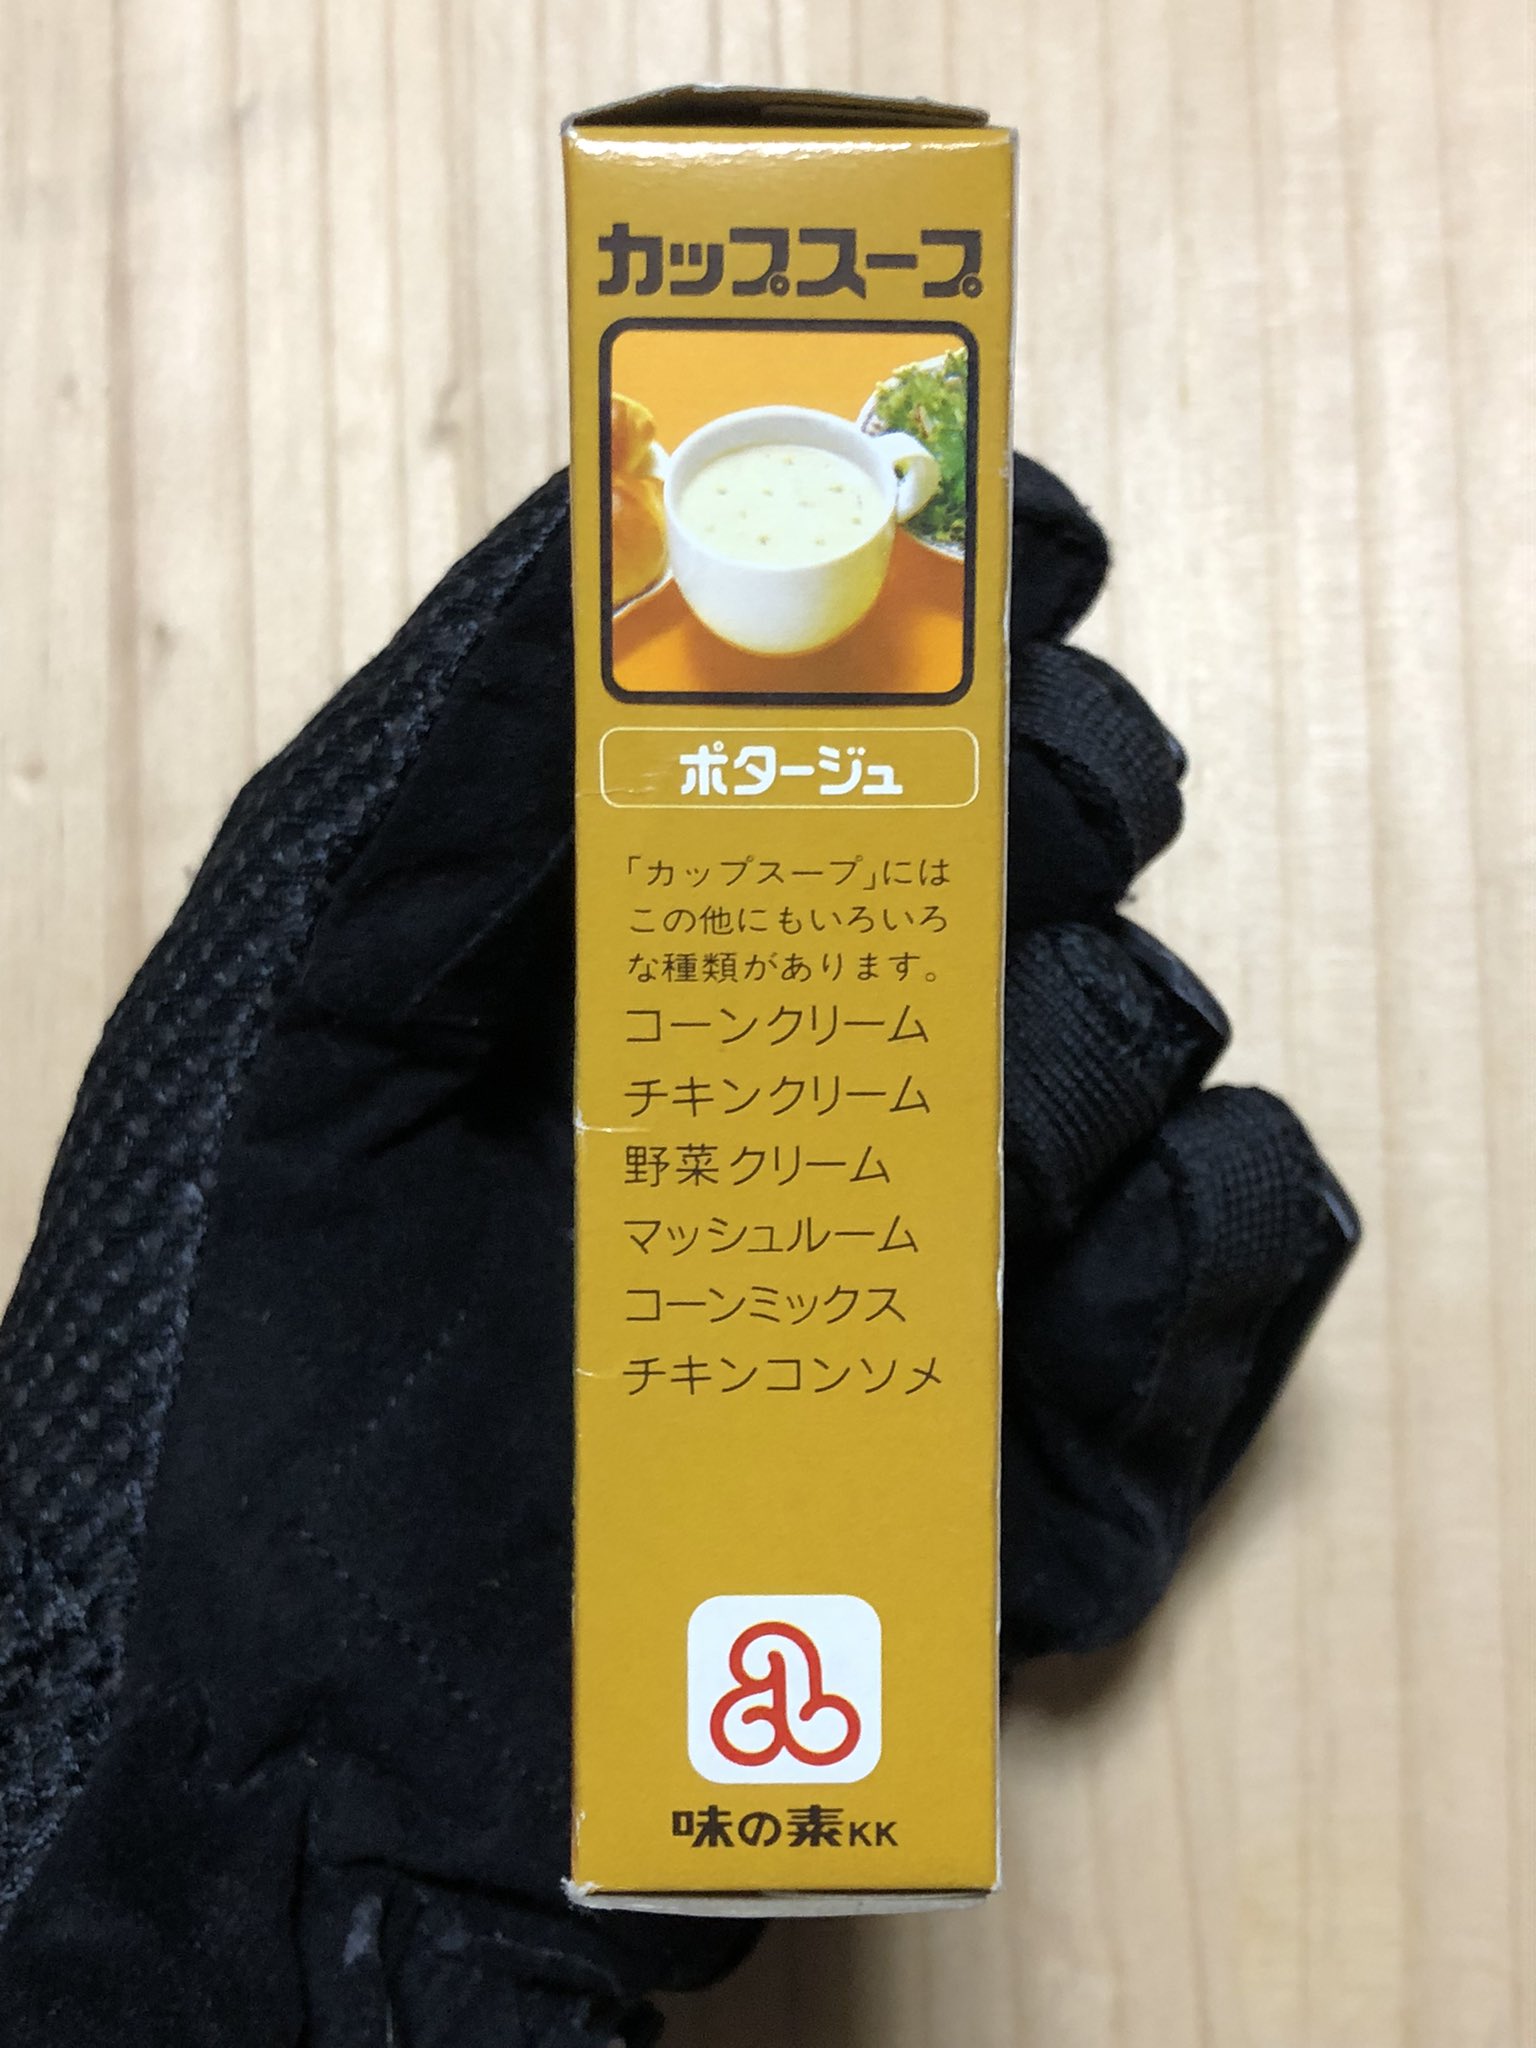 カップスープ
ポタージュ
「カップスープ」には
この他にもいろいろ
な種類があります。
コーンクリーム
チキンクリーム
野菜クリーム
マッシュルーム
コーンミックス
チキンコンソメ
味の素KK